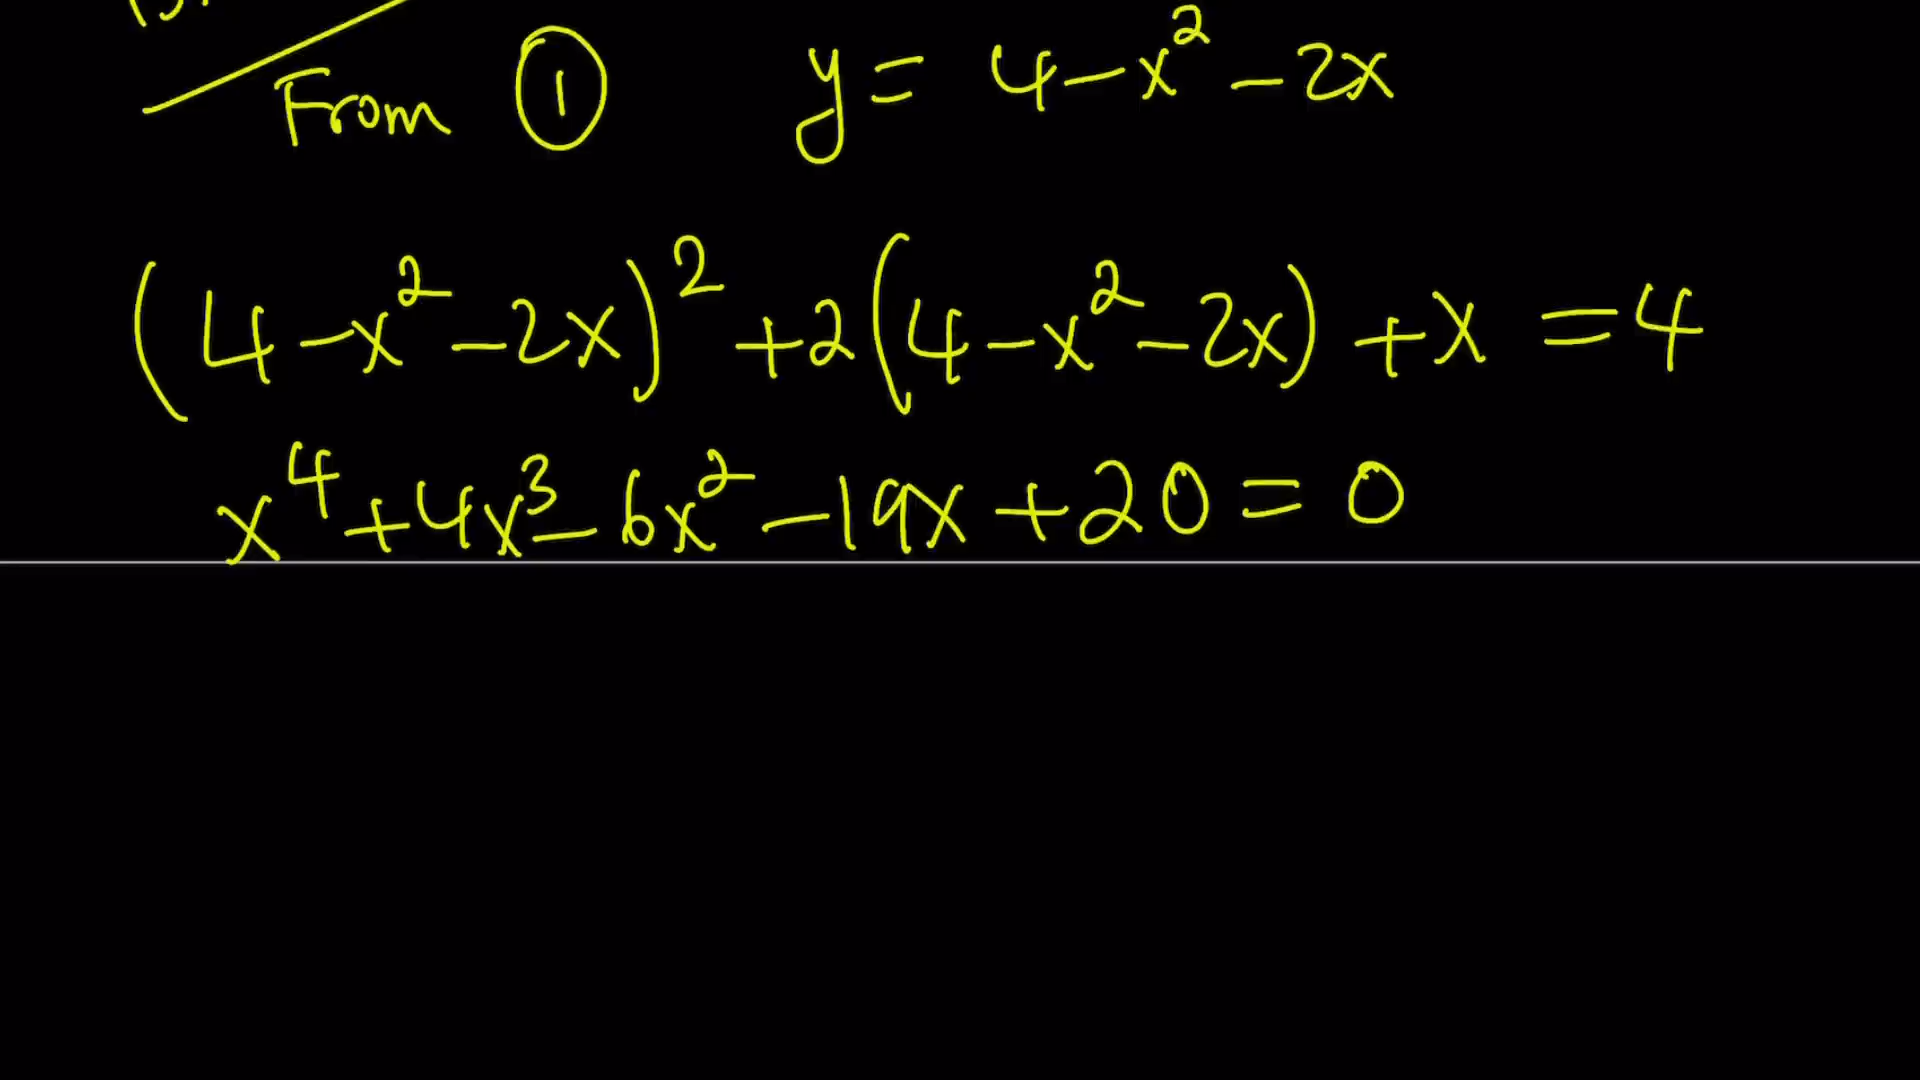 From ① y = 4 - x² - 2x
(4 - x² - 2x)² + 2(4 - x² - 2x) + x = 4
x⁴ + 4x³ - 6x² - 19x + 20 = 0